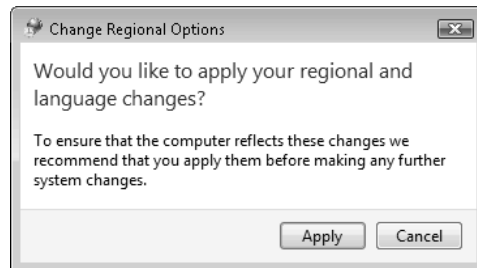 Change Regional Options
Would you like to apply your regional and
language changes?
To ensure that the computer reflects these changes we
recommend that you apply them before making any further
system changes.
Apply Cancel